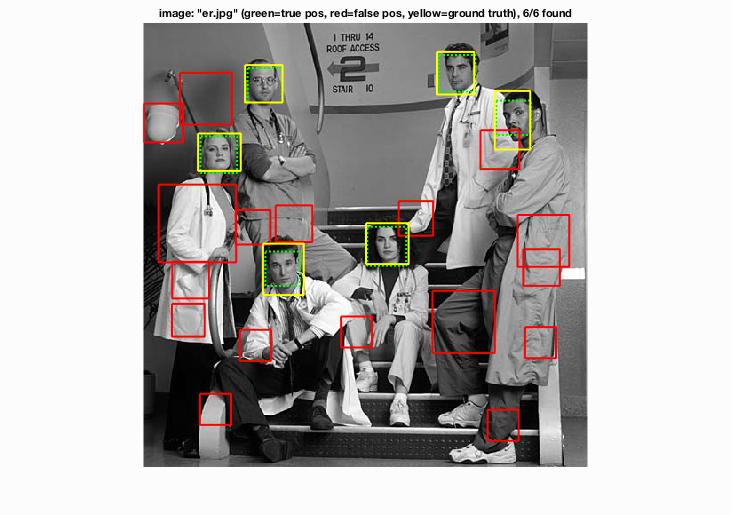 image: "er.jpg" (green=true pos, red=false pos, yellow=ground truth), 6/6 found
1 THRU 14
ROOF ACCESS
2
STAIR 10